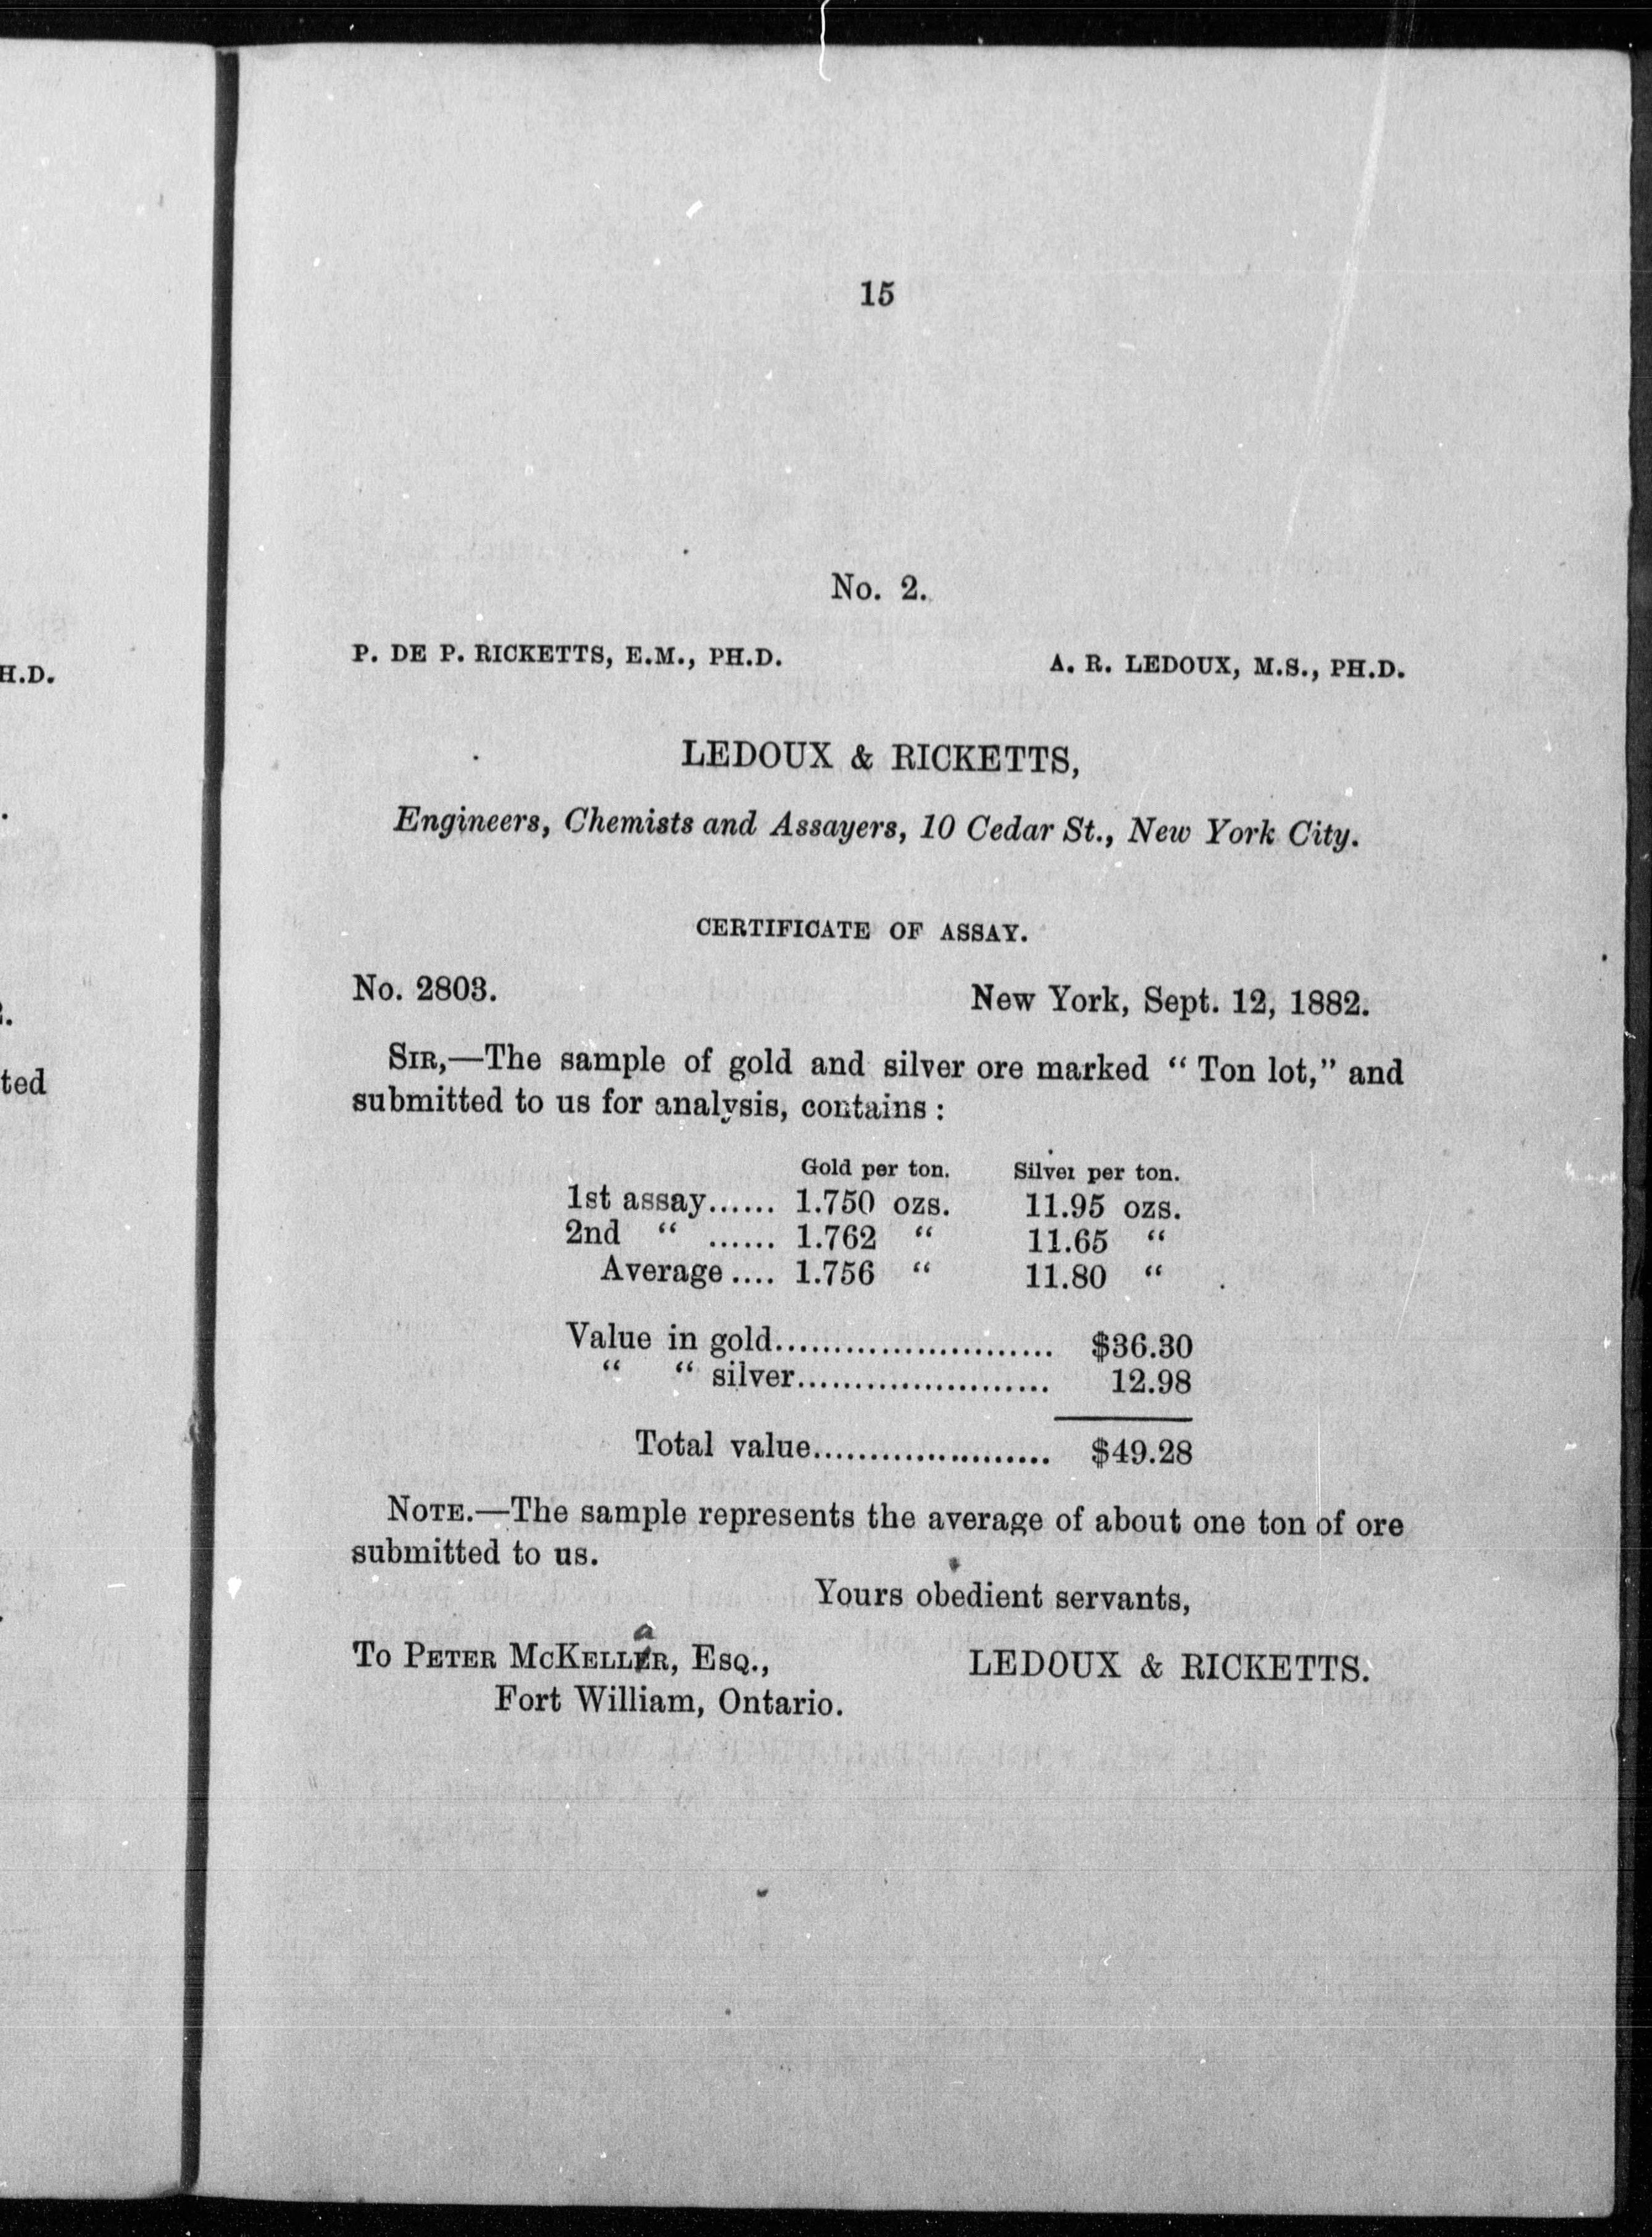 15
No. 2.
P. DE P. RICKETTS, E.M., PH.D. A. R. LEDOUX, M.S., PH.D.
H.D.
LEDOUX & RICKETTS,
Engineers, Chemists and Assayers, 10 Cedar St., New York City.
CERTIFICATE OF ASSAY.
No. 2803. New York, Sept. 12, 1882.
SIR,—The sample of gold and silver ore marked “ Ton lot,” and
ted
submitted to us for analysis, contains :
Gold per ton. Silver per ton.
1st assay...... 1.750 ozs. 11.95 ozs.
2nd “ ...... 1.762 “ 11.65 “
Average.... 1.756 “ 11.80 “
Value in gold......................... $36.30
“ “ silver....................... 12.98
Total value..................... $49.28
NOTE.—The sample represents the average of about one ton of ore
submitted to us.
Yours obedient servants,
a
To PETER MCKELLER, ESQ., LEDOUX & RICKETTS.
Fort William, Ontario.